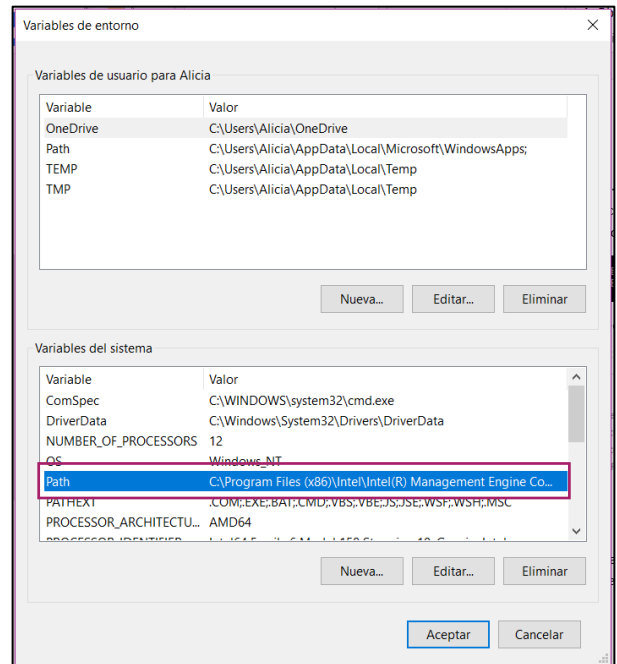 Variables de entorno
Variables de usuario para Alicia
Variable Valor
OneDrive C:\Users\Alicia\OneDrive
Path C:\Users\Alicia\AppData\Local\Microsoft\WindowsApps;
TEMP C:\Users\Alicia\AppData\Local\Temp
TMP C:\Users\Alicia\AppData\Local\Temp
Nueva... Editar... Eliminar
Variables del sistema
Variable Valor
ComSpec C:\WINDOWS\system32\cmd.exe
DriverData C:\Windows\System32\Drivers\DriverData
NUMBER_OF_PROCESSORS 12
OS Windows_NT
Path C:\Program Files (x86)\Intel\Intel(R) Management Engine Co...
PATHEXT .COM;.EXE;.BAT;.CMD;.VBS;.VBE;.JS;.JSE;.WSF;.WSH;.MSC
PROCESSOR_ARCHITECTU... AMD64
PROCESSOR_IDENTIFIER
Nueva... Editar... Eliminar
Aceptar Cancelar